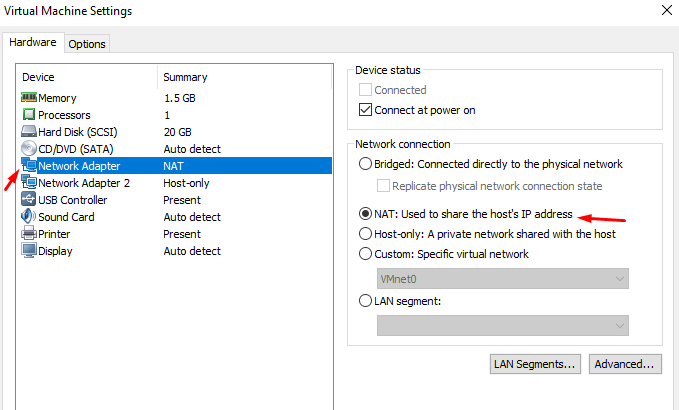 Virtual Machine Settings
Hardware Options
Device Summary
Memory 1.5 GB
Processors 1
Hard Disk (SCSI) 20 GB
CD/DVD (SATA) Auto detect
Network Adapter NAT
Network Adapter 2 Host-only
USB Controller Present
Sound Card Auto detect
Printer Present
Display Auto detect
Device status
Connected
Connect at power on
Network connection
Bridged: Connected directly to the physical network
Replicate physical network connection state
NAT: Used to share the host's IP address
Host-only: A private network shared with the host
Custom: Specific virtual network
VMnet0
LAN segment:
LAN Segments... Advanced...